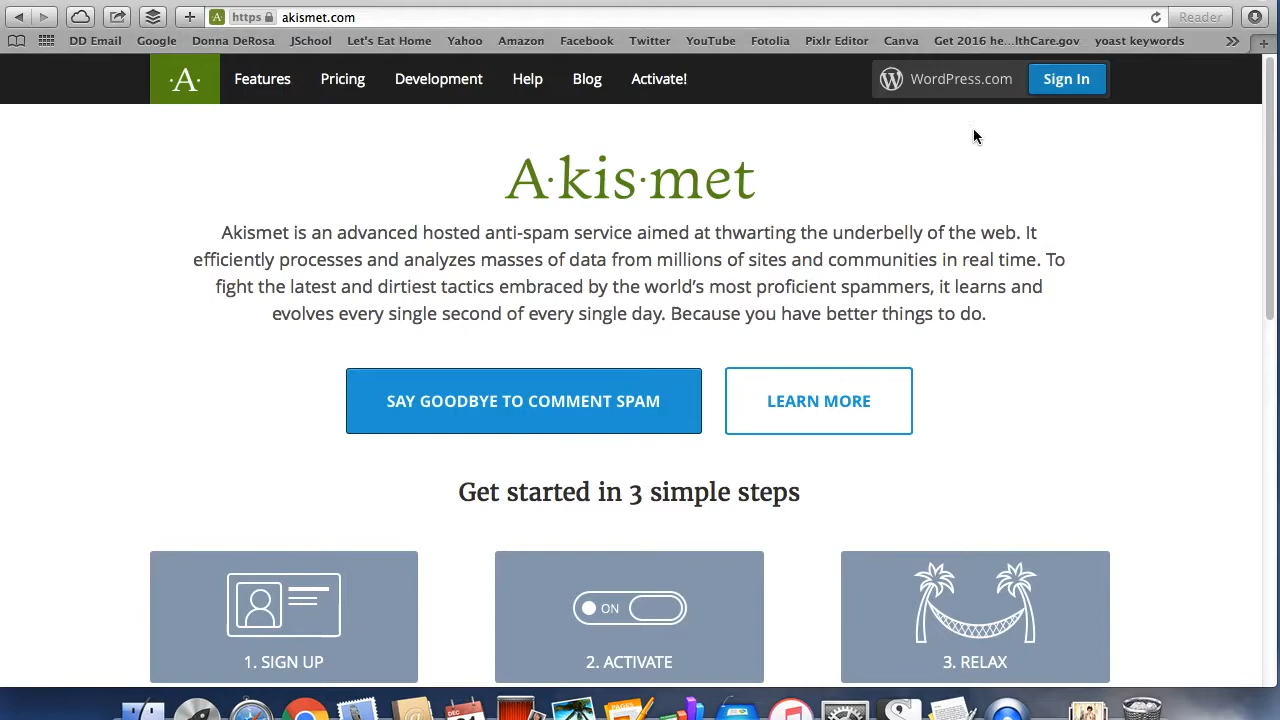 https akismet.com Reader
DD Email Google Donna DeRosa JSchool Let's Eat Home Yahoo Amazon Facebook Twitter YouTube Fotolia Pixlr Editor Canva Get 2016 he...lthCare.gov yoast keywords
·A· Features Pricing Development Help Blog Activate! WordPress.com Sign In
A·kis·met
Akismet is an advanced hosted anti-spam service aimed at thwarting the underbelly of the web. It
efficiently processes and analyzes masses of data from millions of sites and communities in real time. To
fight the latest and dirtiest tactics embraced by the world's most proficient spammers, it learns and
evolves every single second of every single day. Because you have better things to do.
SAY GOODBYE TO COMMENT SPAM LEARN MORE
Get started in 3 simple steps
ON
1. SIGN UP 2. ACTIVATE 3. RELAX
DEC